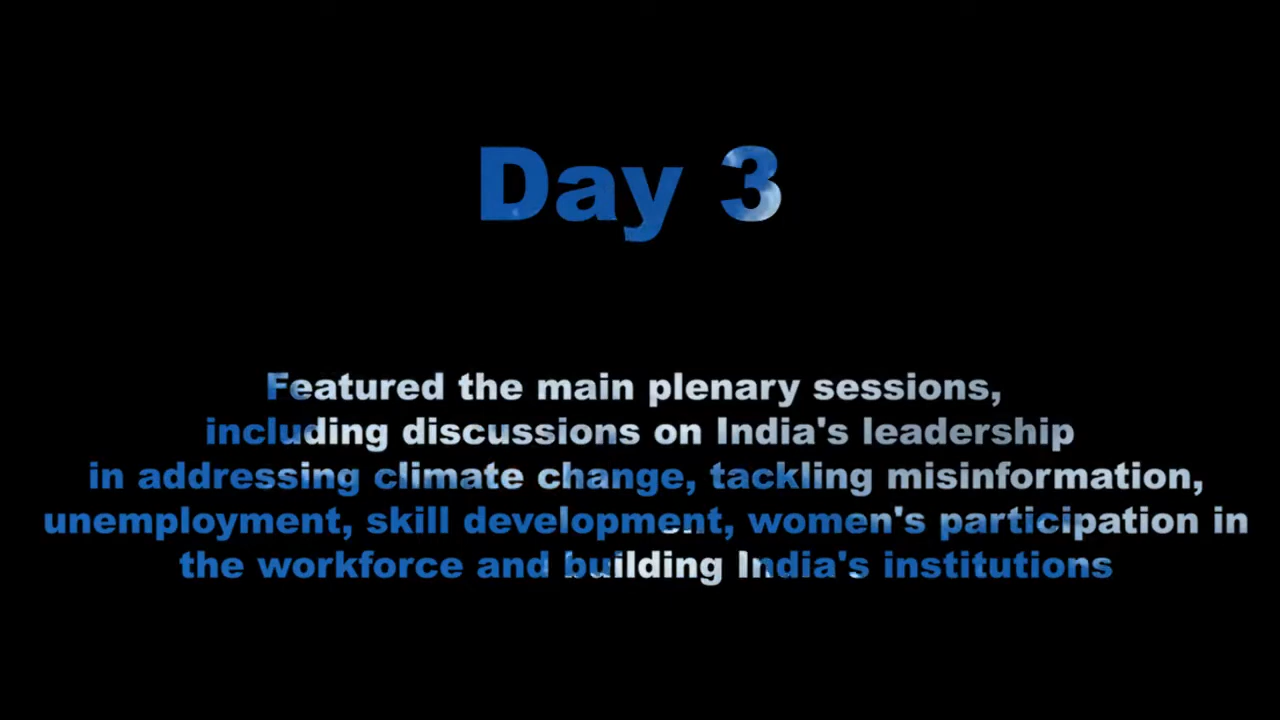 Day 3
Featured the main plenary sessions,
including discussions on India's leadership
in addressing climate change, tackling misinformation,
unemployment, skill development, women's participation in
the workforce and building India's institutions